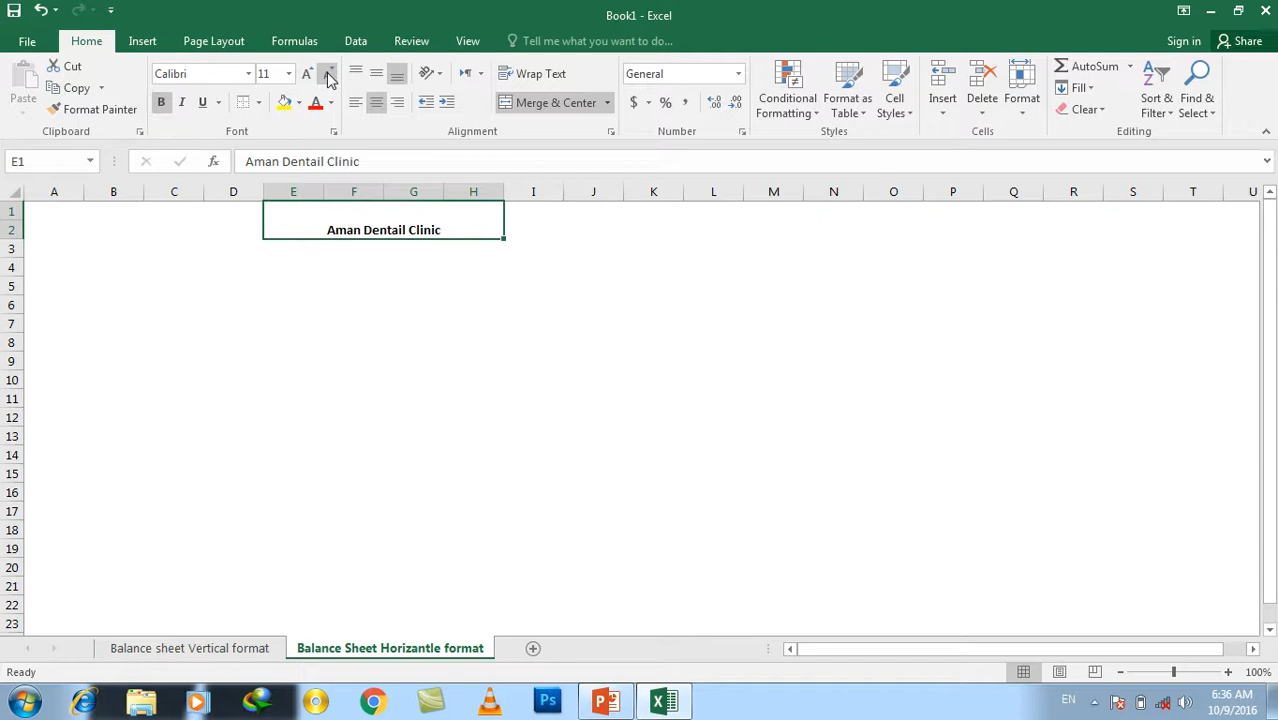 Book1 - Excel
File Home Insert Page Layout Formulas Data Review View Tell me what you want to do... Sign in Share
Cut
Copy
Format Painter
Paste
Clipboard
Calibri 11
B I U A
Font
Wrap Text
Merge & Center
Alignment
General
$ % ,
Number
Conditional Formatting
Format as Table
Cell Styles
Styles
Insert Delete Format
Cells
AutoSum
Fill
Clear
Sort & Filter
Find & Select
Editing
E1 fx Aman Dentail Clinic
A B C D E F G H I J K L M N O P Q R S T U
1
2 Aman Dentail Clinic
3
4
5
6
7
8
9
10
11
12
13
14
15
16
17
18
19
20
21
22
23
Balance sheet Vertical format Balance Sheet Horizantle format
Ready 100%
EN 6:36 AM
10/9/2016